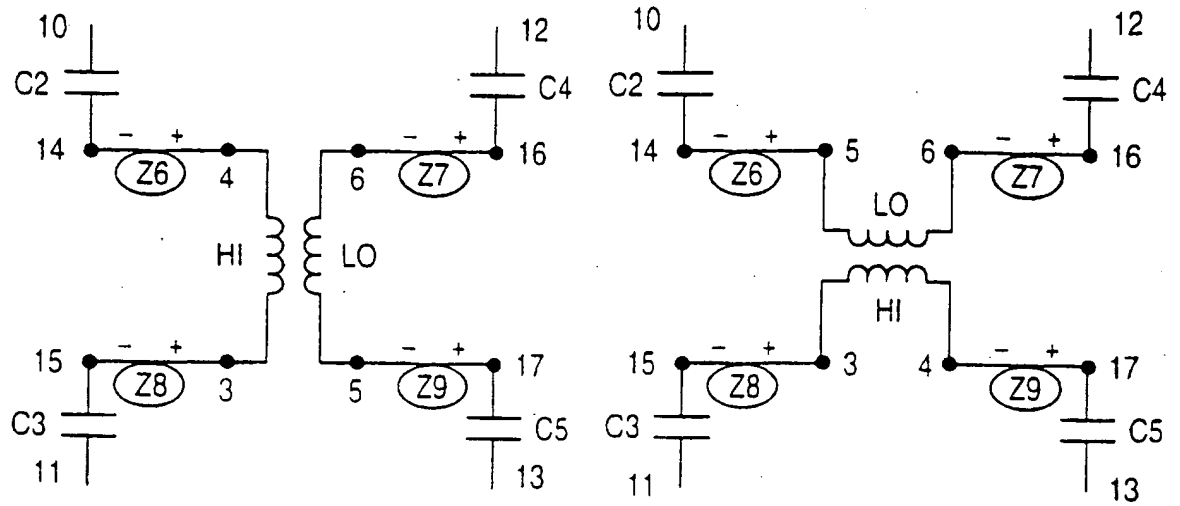 10 12
C2 C4
14 - + 4 6 - + 16
Z6 Z7
HI LO
15 - + 3 5 - + 17
Z8 Z9
C3 C5
11 13
10 12
C2 C4
14 - + 5 6 - + 16
Z6 Z7
LO
HI
15 - + 3 4 - + 17
Z8 Z9
C3 C5
11 13